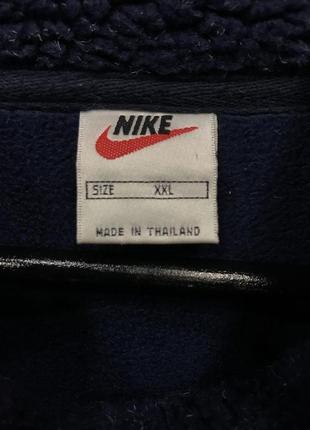 NIKE
SIZE XXL
MADE IN THAILAND